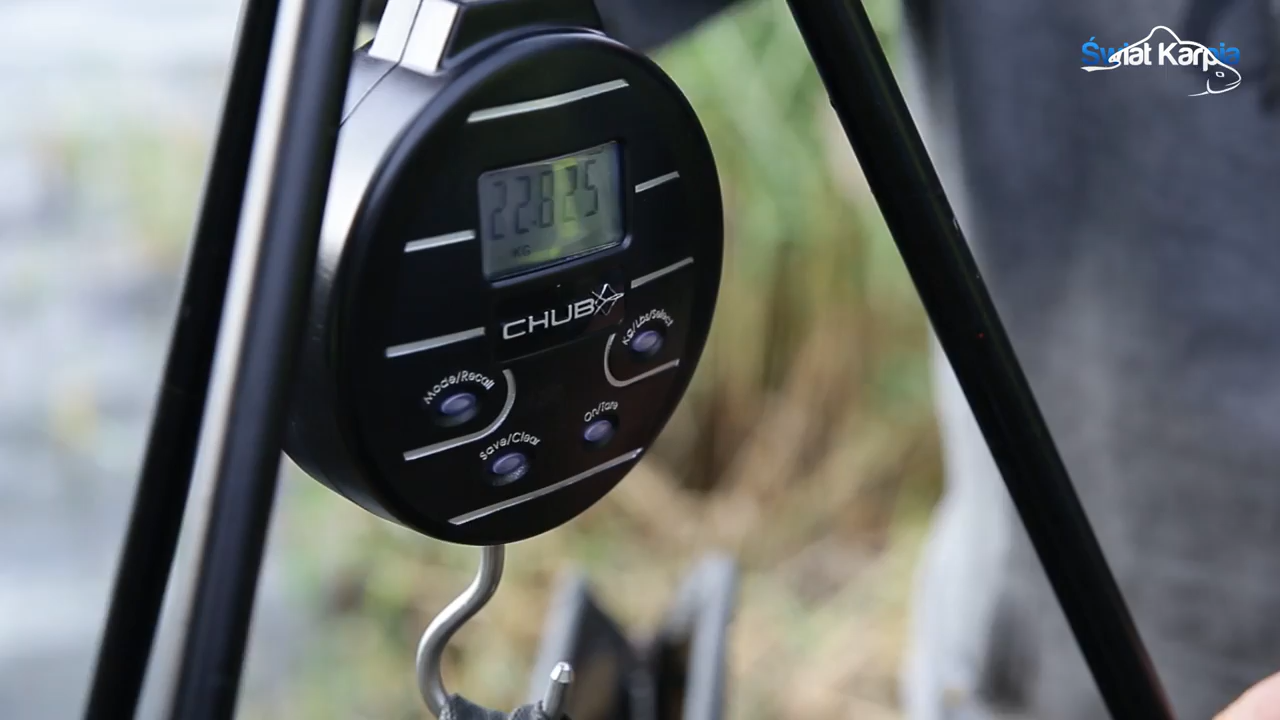 Świat Karpia
22.825
KG
CHUB
Kg/Lbs/Select
Mode/Recall
On/Tare
Save/Clear